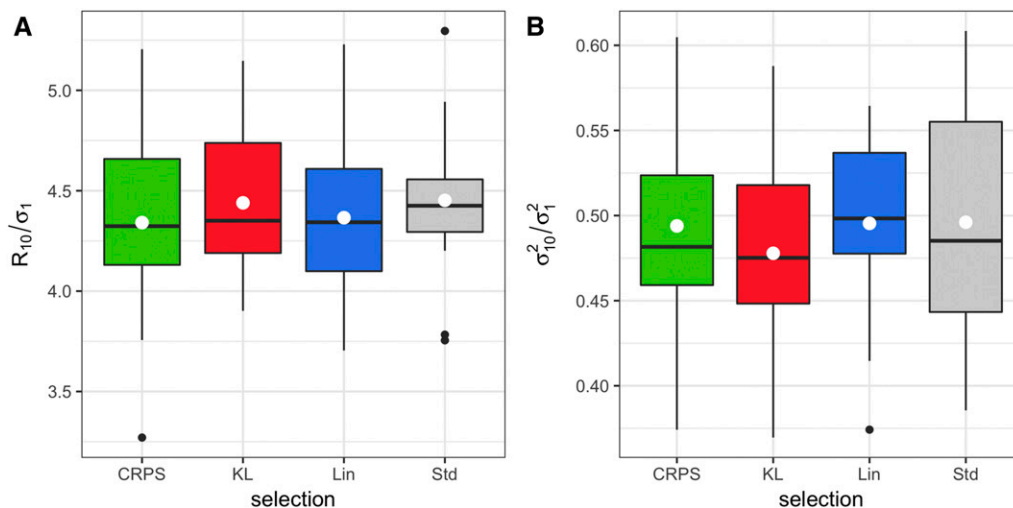 A
R₁₀/σ₁
5.0
4.5
4.0
3.5
CRPS
KL
Lin
Std
selection
B
σ²₁₀/σ²₁
0.60
0.55
0.50
0.45
0.40
CRPS
KL
Lin
Std
selection